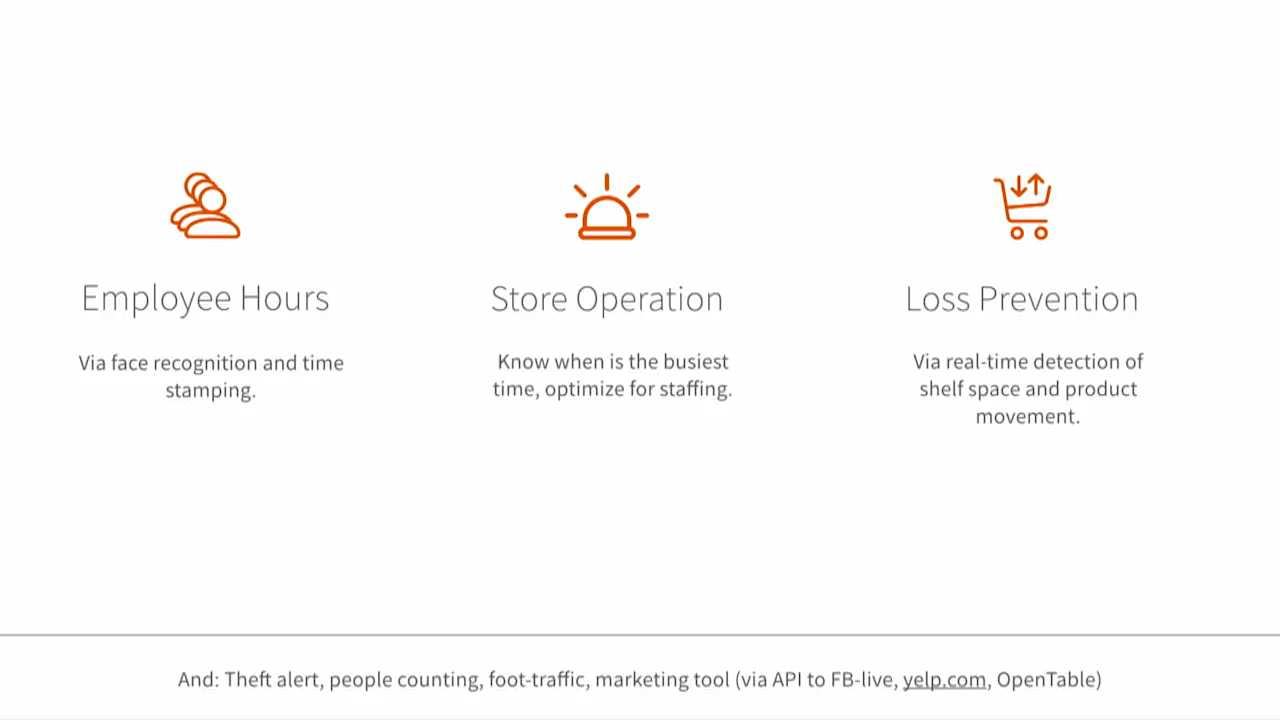 Employee Hours
Via face recognition and time
stamping.
Store Operation
Know when is the busiest
time, optimize for staffing.
Loss Prevention
Via real-time detection of
shelf space and product
movement.
And: Theft alert, people counting, foot-traffic, marketing tool (via API to FB-live, yelp.com, OpenTable)